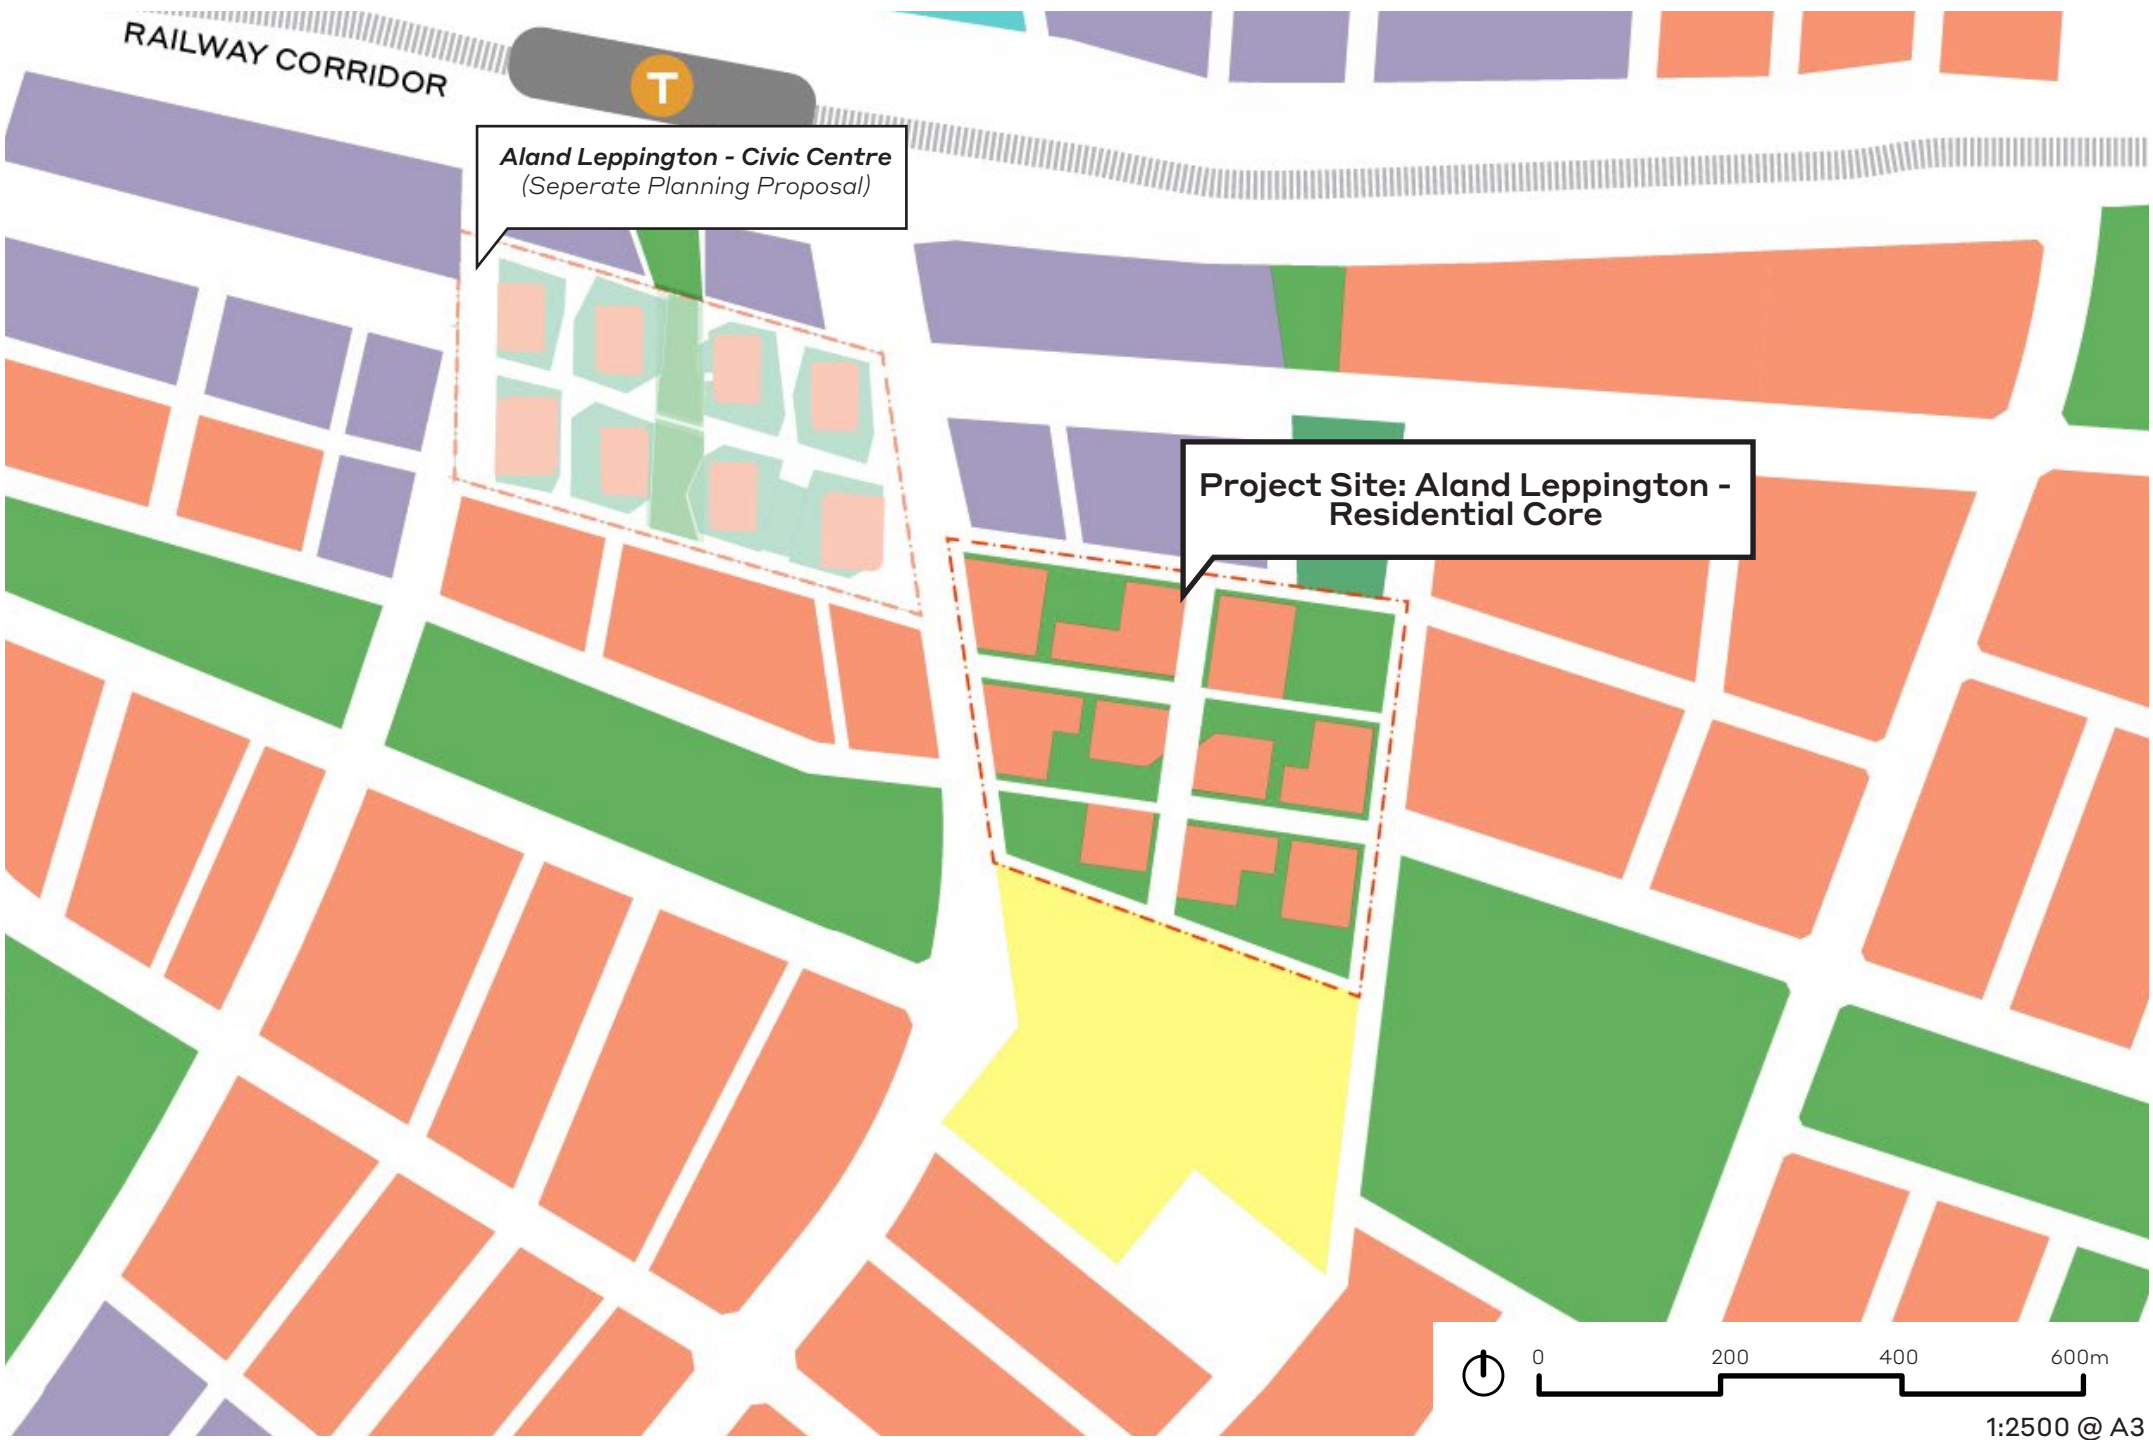 RAILWAY CORRIDOR
T
Aland Leppington - Civic Centre
(Seperate Planning Proposal)
Project Site: Aland Leppington -
Residential Core
0 200 400 600m
1:2500 @ A3